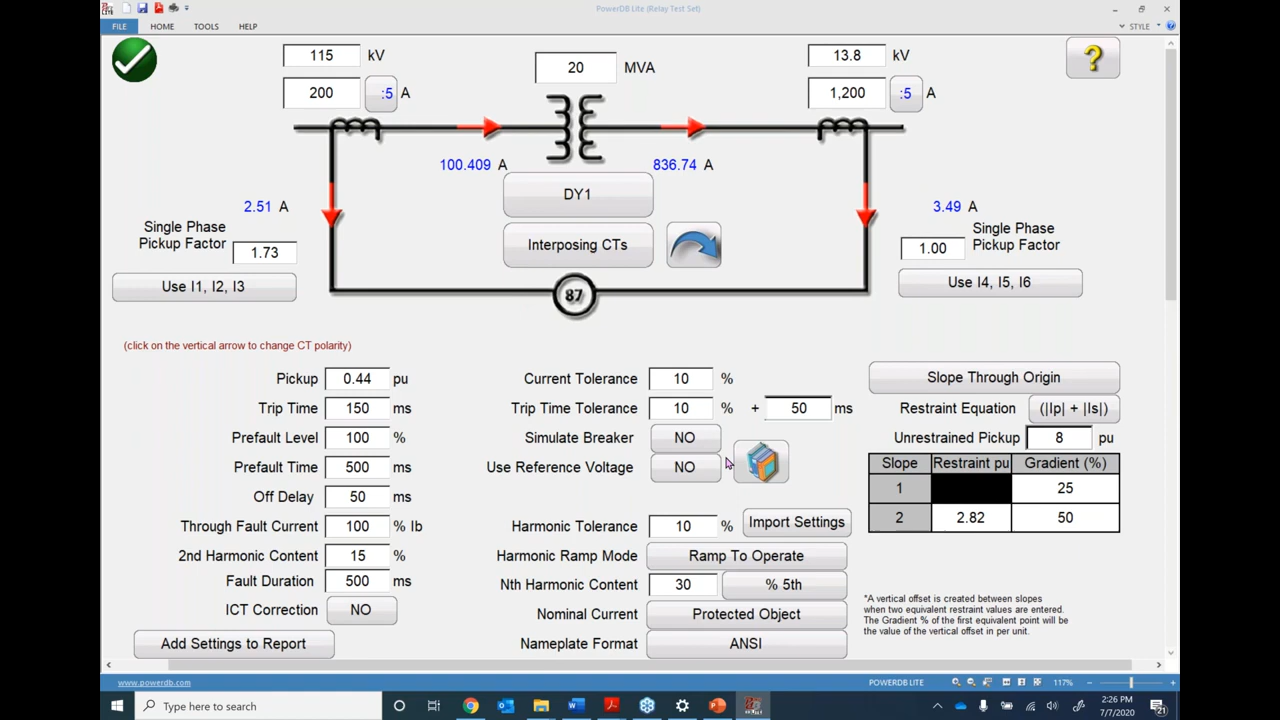 PowerDB Lite (Relay Test Set)
FILE HOME TOOLS HELP STYLE
115 kV
200 :5 A
20 MVA
13.8 kV
1,200 :5 A
?
100.409 A
836.74 A
DY1
Interposing CTs
2.51 A
Single Phase
Pickup Factor 1.73
Use I1, I2, I3
3.49 A
1.00 Single Phase
Pickup Factor
Use I4, I5, I6
87
(click on the vertical arrow to change CT polarity)
Pickup 0.44 pu
Trip Time 150 ms
Prefault Level 100 %
Prefault Time 500 ms
Off Delay 50 ms
Through Fault Current 100 % Ib
2nd Harmonic Content 15 %
Fault Duration 500 ms
ICT Correction NO
Add Settings to Report
Current Tolerance 10 %
Trip Time Tolerance 10 % + 50 ms
Simulate Breaker NO
Use Reference Voltage NO
Harmonic Tolerance 10 % Import Settings
Harmonic Ramp Mode Ramp To Operate
Nth Harmonic Content 30 % 5th
Nominal Current Protected Object
Nameplate Format ANSI
Slope Through Origin
Restraint Equation (|Ip| + |Is|)
Unrestrained Pickup 8 pu
Slope Restraint pu Gradient (%)
1 25
2 2.82 50
*A vertical offset is created between slopes
when two equivalent restraint values are entered.
The Gradient % of the first equivalent point will be
the value of the vertical offset in per unit.
www.powerdb.com POWERDB LITE 117%
Type here to search
2:26 PM
7/7/2020
21